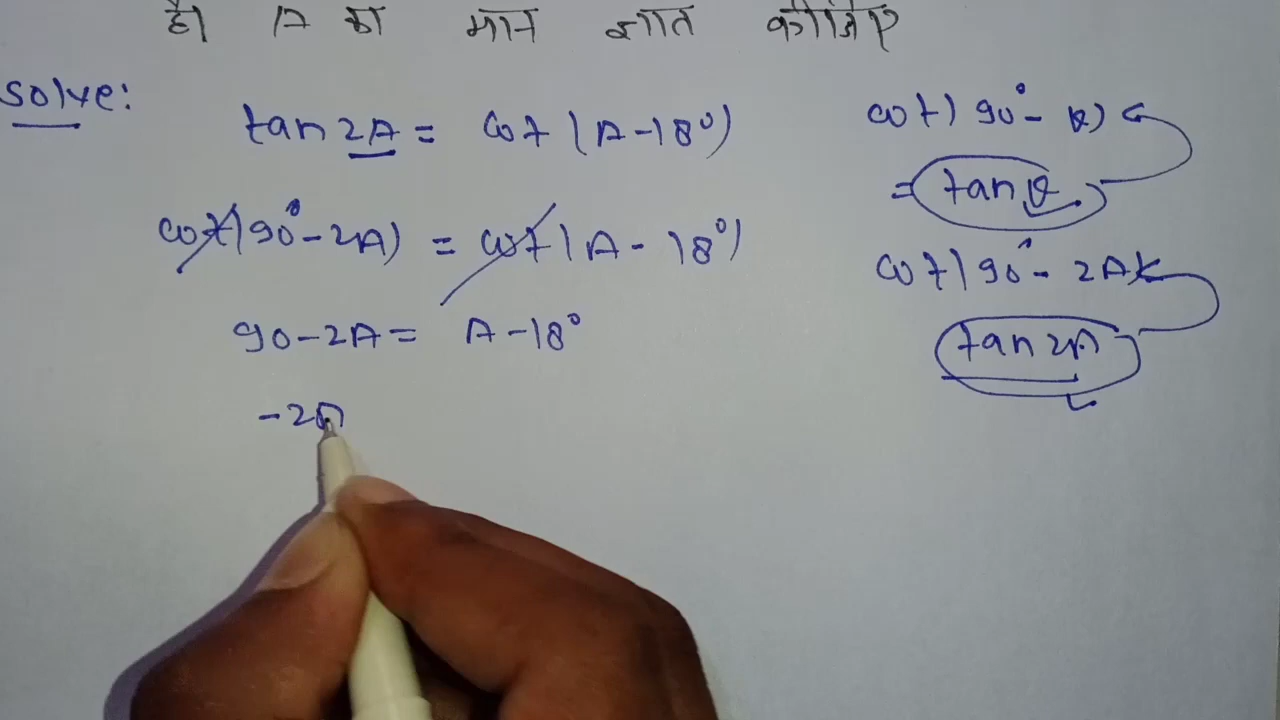 है। A का मान ज्ञात कीजिए
Solve:
tan 2A = cot (A - 18°)
cot (90° - 2A) = cot (A - 18°)
90 - 2A = A - 18°
- 2A
cot (90° - θ)
= tan θ
cot (90° - 2A)
tan 2A